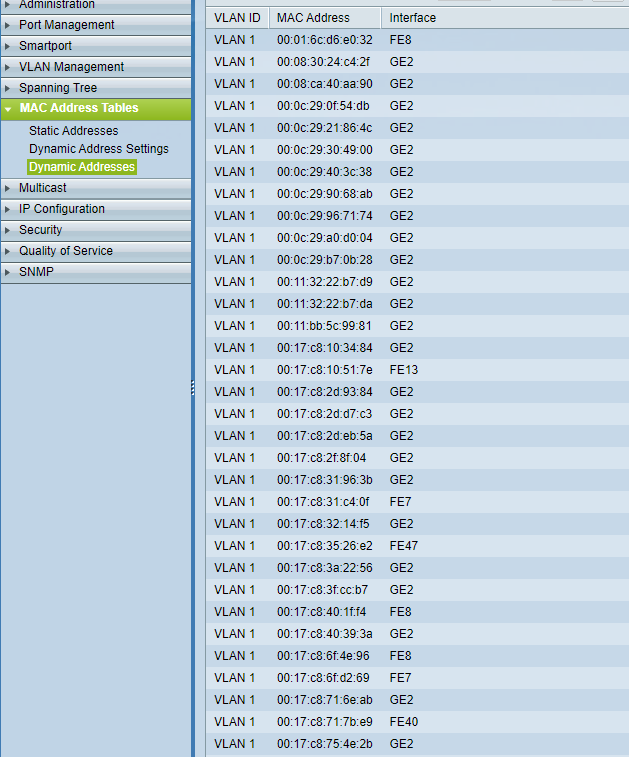 Administration
Port Management
Smartport
VLAN Management
Spanning Tree
MAC Address Tables
Static Addresses
Dynamic Address Settings
Dynamic Addresses
Multicast
IP Configuration
Security
Quality of Service
SNMP
VLAN ID MAC Address Interface
VLAN 1 00:01:6c:d6:e0:32 FE8
VLAN 1 00:08:30:24:c4:2f GE2
VLAN 1 00:08:ca:40:aa:90 GE2
VLAN 1 00:0c:29:0f:54:db GE2
VLAN 1 00:0c:29:21:86:4c GE2
VLAN 1 00:0c:29:30:49:00 GE2
VLAN 1 00:0c:29:40:3c:38 GE2
VLAN 1 00:0c:29:90:68:ab GE2
VLAN 1 00:0c:29:96:71:74 GE2
VLAN 1 00:0c:29:a0:d0:04 GE2
VLAN 1 00:0c:29:b7:0b:28 GE2
VLAN 1 00:11:32:22:b7:d9 GE2
VLAN 1 00:11:32:22:b7:da GE2
VLAN 1 00:11:bb:5c:99:81 GE2
VLAN 1 00:17:c8:10:34:84 GE2
VLAN 1 00:17:c8:10:51:7e FE13
VLAN 1 00:17:c8:2d:93:84 GE2
VLAN 1 00:17:c8:2d:d7:c3 GE2
VLAN 1 00:17:c8:2d:eb:5a GE2
VLAN 1 00:17:c8:2f:8f:04 GE2
VLAN 1 00:17:c8:31:96:3b GE2
VLAN 1 00:17:c8:31:c4:0f FE7
VLAN 1 00:17:c8:32:14:f5 GE2
VLAN 1 00:17:c8:35:26:e2 FE47
VLAN 1 00:17:c8:3a:22:56 GE2
VLAN 1 00:17:c8:3f:cc:b7 GE2
VLAN 1 00:17:c8:40:1f:f4 FE8
VLAN 1 00:17:c8:40:39:3a GE2
VLAN 1 00:17:c8:6f:4e:96 FE8
VLAN 1 00:17:c8:6f:d2:69 FE7
VLAN 1 00:17:c8:71:6e:ab GE2
VLAN 1 00:17:c8:71:7b:e9 FE40
VLAN 1 00:17:c8:75:4e:2b GE2